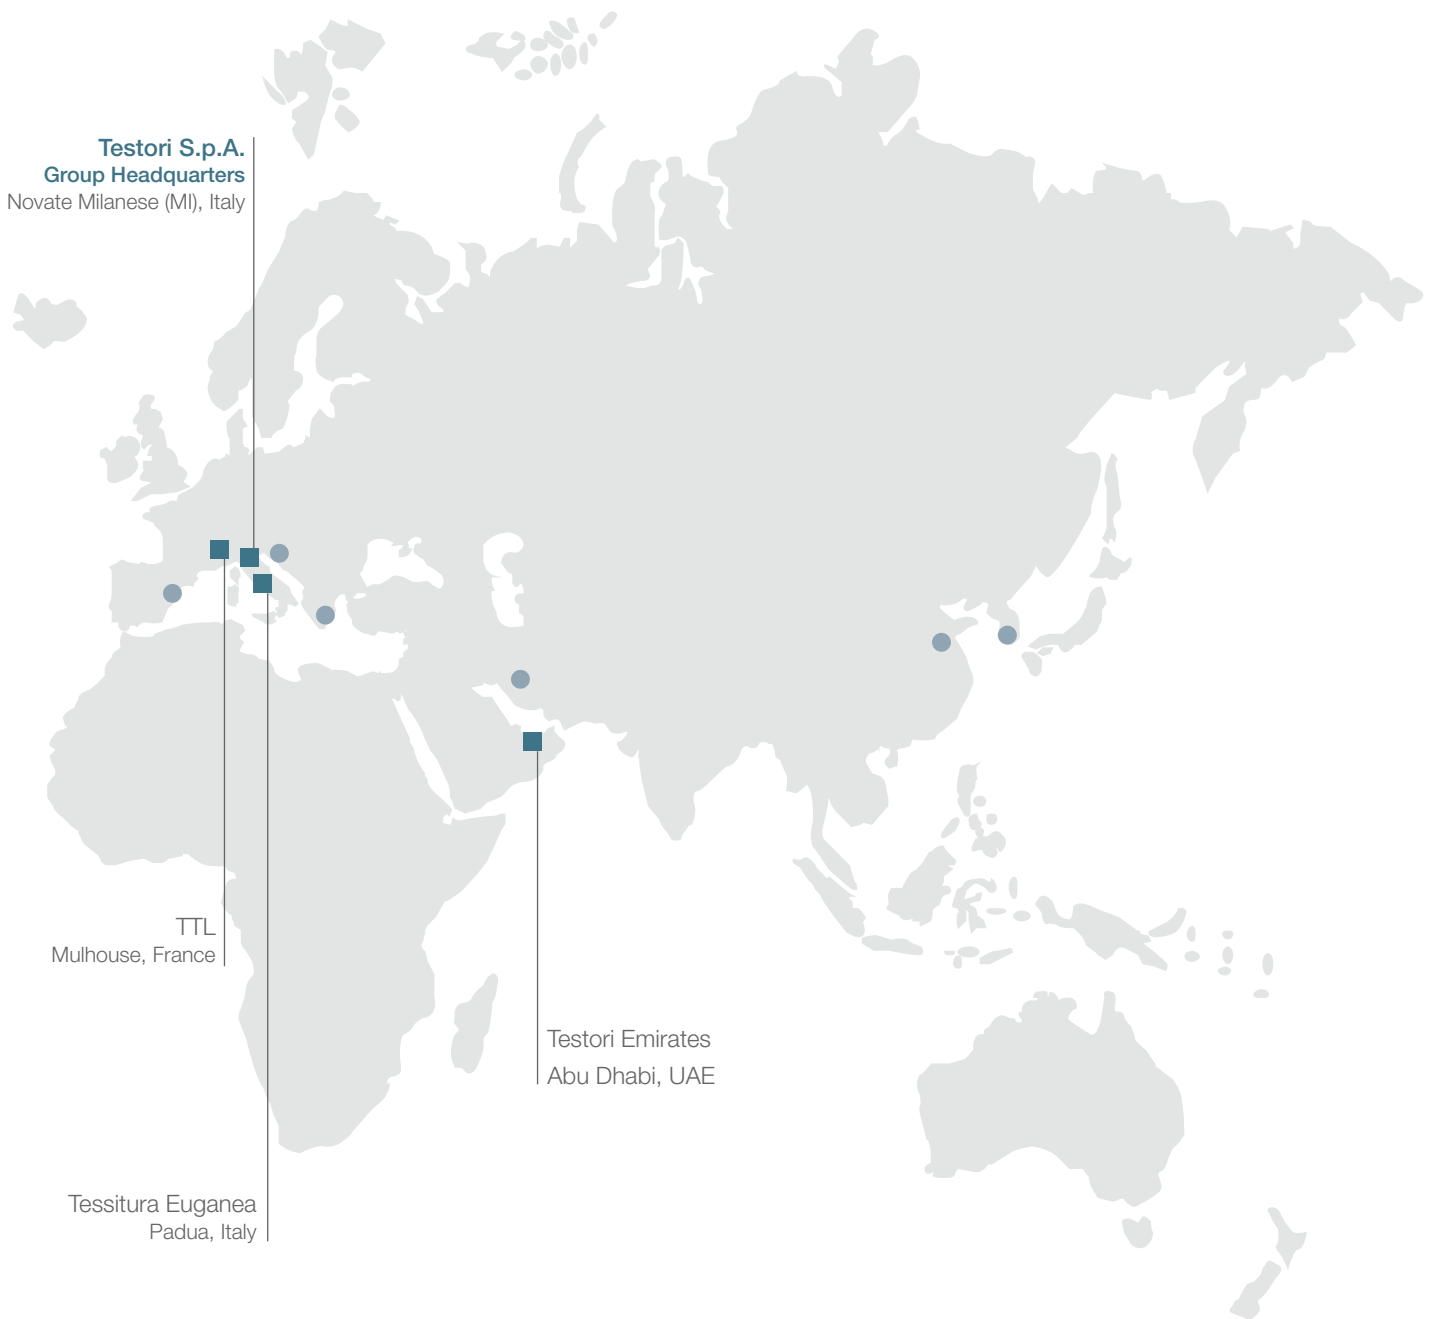 Testori S.p.A.
Group Headquarters
Novate Milanese (MI), Italy
TTL
Mulhouse, France
Testori Emirates
Abu Dhabi, UAE
Tessitura Euganea
Padua, Italy